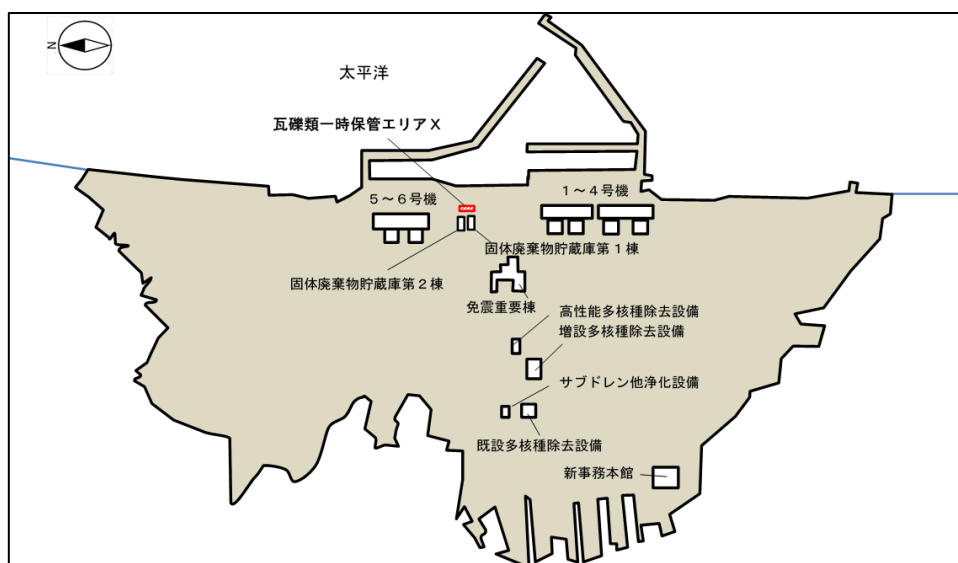 N
太平洋
瓦礫類一時保管エリアX
5~6号機
1~4号機
固体廃棄物貯蔵庫第1棟
固体廃棄物貯蔵庫第2棟
免震重要棟
高性能多核種除去設備
増設多核種除去設備
サブドレン他浄化設備
既設多核種除去設備
新事務本館